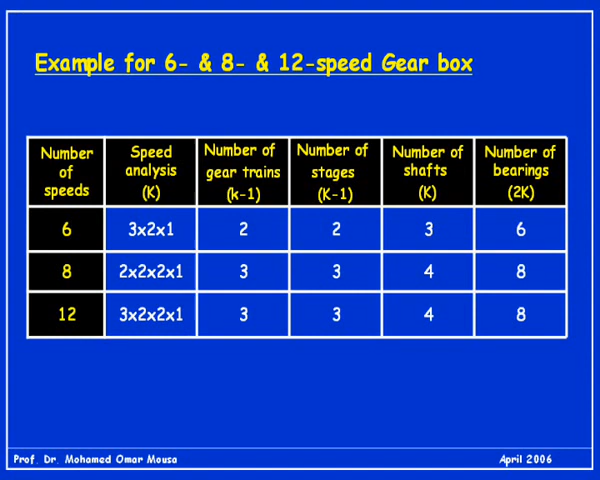 Example for 6- & 8- & 12-speed Gear box
Number of speeds | Speed analysis (K) | Number of gear trains (k-1) | Number of stages (K-1) | Number of shafts (K) | Number of bearings (2K)
6 | 3x2x1 | 2 | 2 | 3 | 6
8 | 2x2x2x1 | 3 | 3 | 4 | 8
12 | 3x2x2x1 | 3 | 3 | 4 | 8
Prof. Dr. Mohamed Omar Mousa April 2006